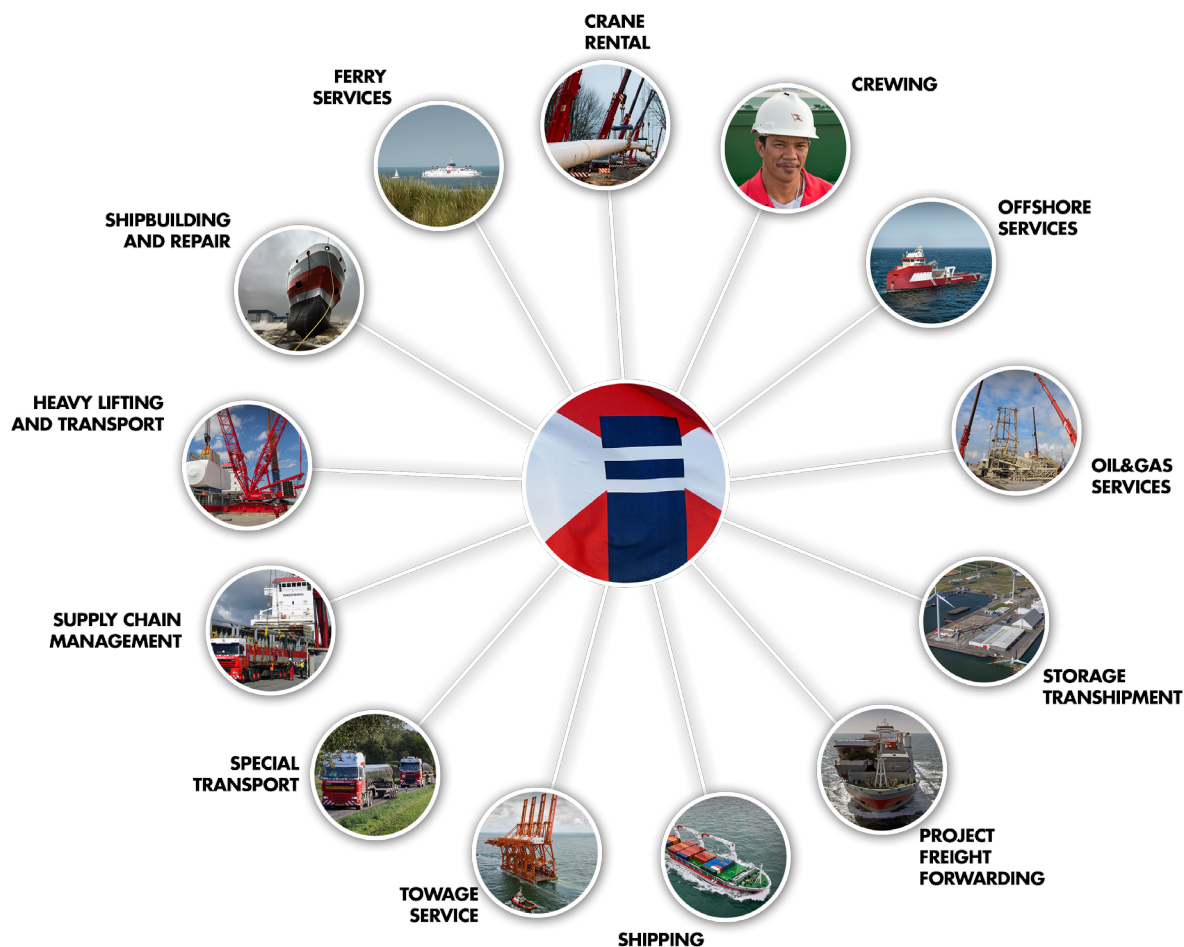 CRANE
RENTAL
CREWING
OFFSHORE
SERVICES
OIL&GAS
SERVICES
STORAGE
TRANSHIPMENT
PROJECT
FREIGHT
FORWARDING
SHIPPING
TOWAGE
SERVICE
SPECIAL
TRANSPORT
SUPPLY CHAIN
MANAGEMENT
HEAVY LIFTING
AND TRANSPORT
SHIPBUILDING
AND REPAIR
FERRY
SERVICES